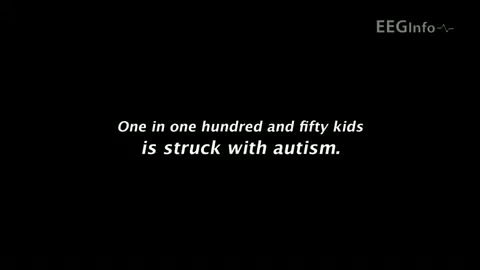 EEGInfo
One in one hundred and fifty kids
is struck with autism.